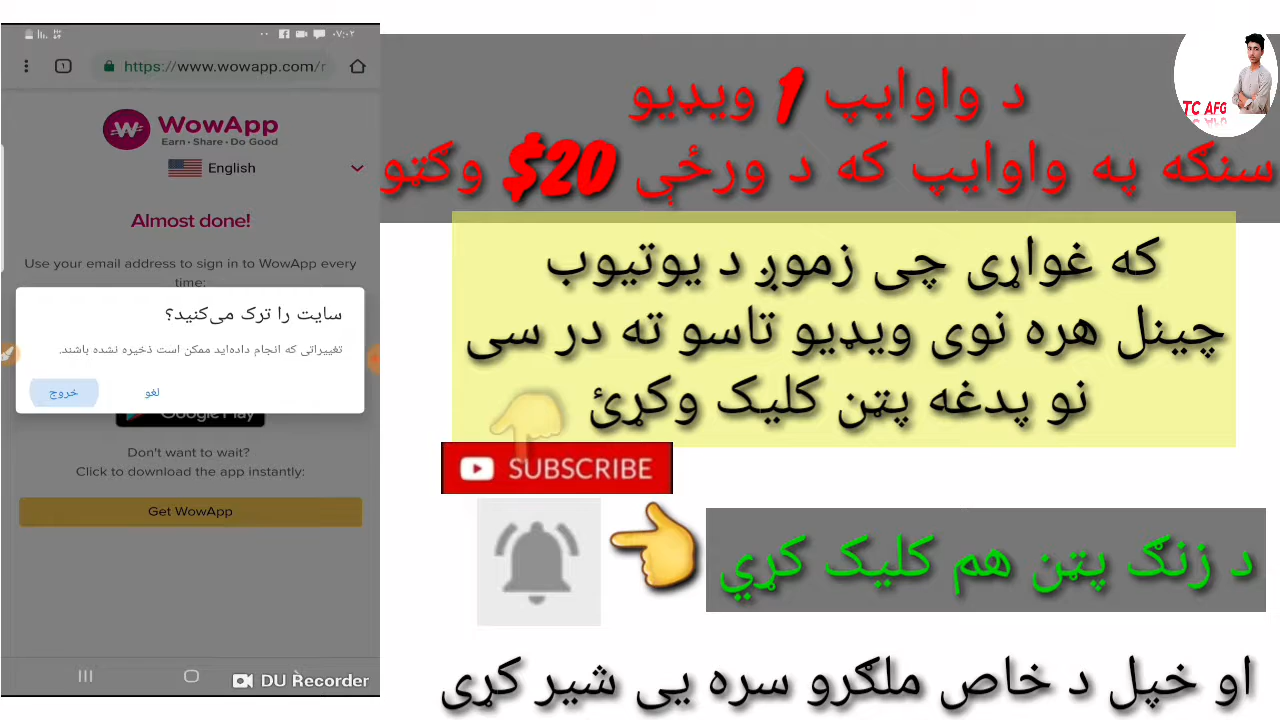 ۰۷:۰۲
https://www.wowapp.com/r
WowApp
Earn • Share • Do Good
English
Almost done!
Use your email address to sign in to WowApp every
time:
سایت را ترک می‌کنید؟
تغییراتی که انجام داده‌اید ممکن است ذخیره نشده باشند.
لغو
خروج
Google Play
Don't want to wait?
Click to download the app instantly:
Get WowApp
DU Recorder
د واوایپ 1 ویډیو
سنګه په واوایپ که د ورځې 20$ وګټو
TC AFG
که غواړی چی زموږ د یوتیوب
چینل هره نوی ویډیو تاسو ته در سی
نو پدغه پټن کلیک وکړئ
SUBSCRIBE
د زنګ پټن هم کلیک کړي
او خپل د خاص ملګرو سره یی شیر کړی